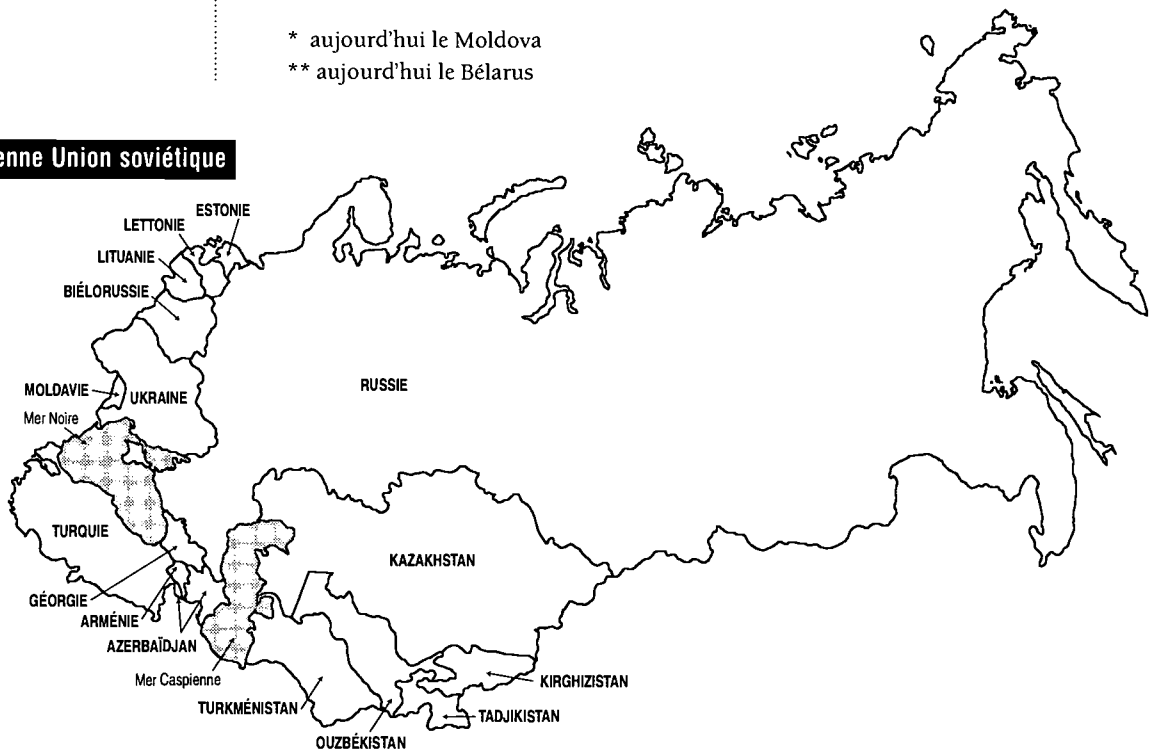 * aujourd'hui le Moldova
** aujourd'hui le Bélarus
enne Union soviétique
ESTONIE
LETTONIE
LITUANIE
BIÉLORUSSIE
RUSSIE
MOLDAVIE
UKRAINE
Mer Noire
TURQUIE
KAZAKHSTAN
GÉORGIE
ARMÉNIE
AZERBAÏDJAN
Mer Caspienne
KIRGHIZISTAN
TURKMÉNISTAN
TADJIKISTAN
OUZBÉKISTAN